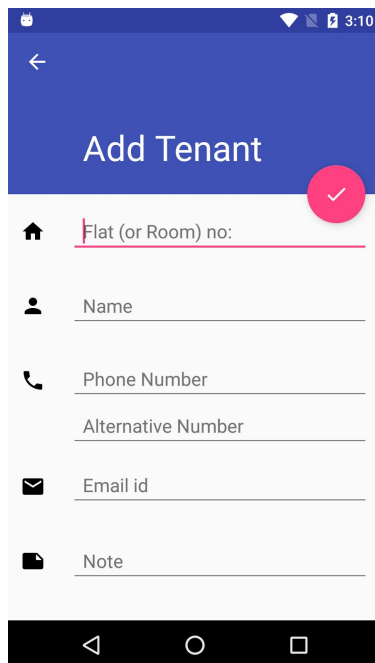 3:10
Add Tenant
Flat (or Room) no:
Name
Phone Number
Alternative Number
Email id
Note